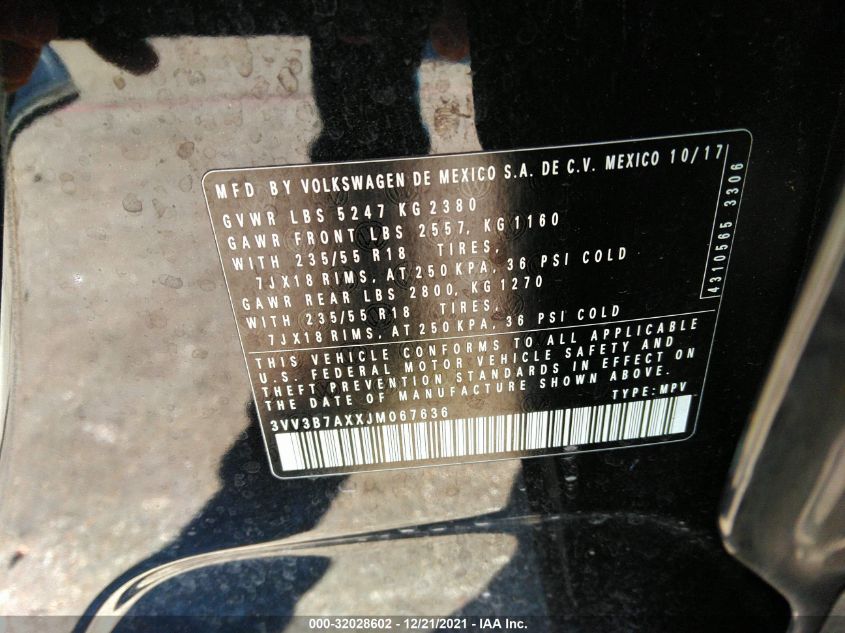 MFD BY VOLKSWAGEN DE MEXICO S.A. DE C.V. MEXICO 10/17
GVWR LBS 5247 KG 2380
GAWR FRONT LBS 2557, KG 1160
WITH 235/55 R18 TIRES,
7JX18 RIMS, AT 250 KPA, 36 PSI COLD
GAWR REAR LBS 2800, KG 1270
WITH 235/55 R18 TIRES,
7JX18 RIMS, AT 250 KPA, 36 PSI COLD
THIS VEHICLE CONFORMS TO ALL APPLICABLE
U.S. FEDERAL MOTOR VEHICLE SAFETY AND
THEFT PREVENTION STANDARDS IN EFFECT ON
THE DATE OF MANUFACTURE SHOWN ABOVE.
3VV3B7AXXJM067636 TYPE:MPV
4310565 3306
000-32028602 - 12/21/2021 - IAA Inc.